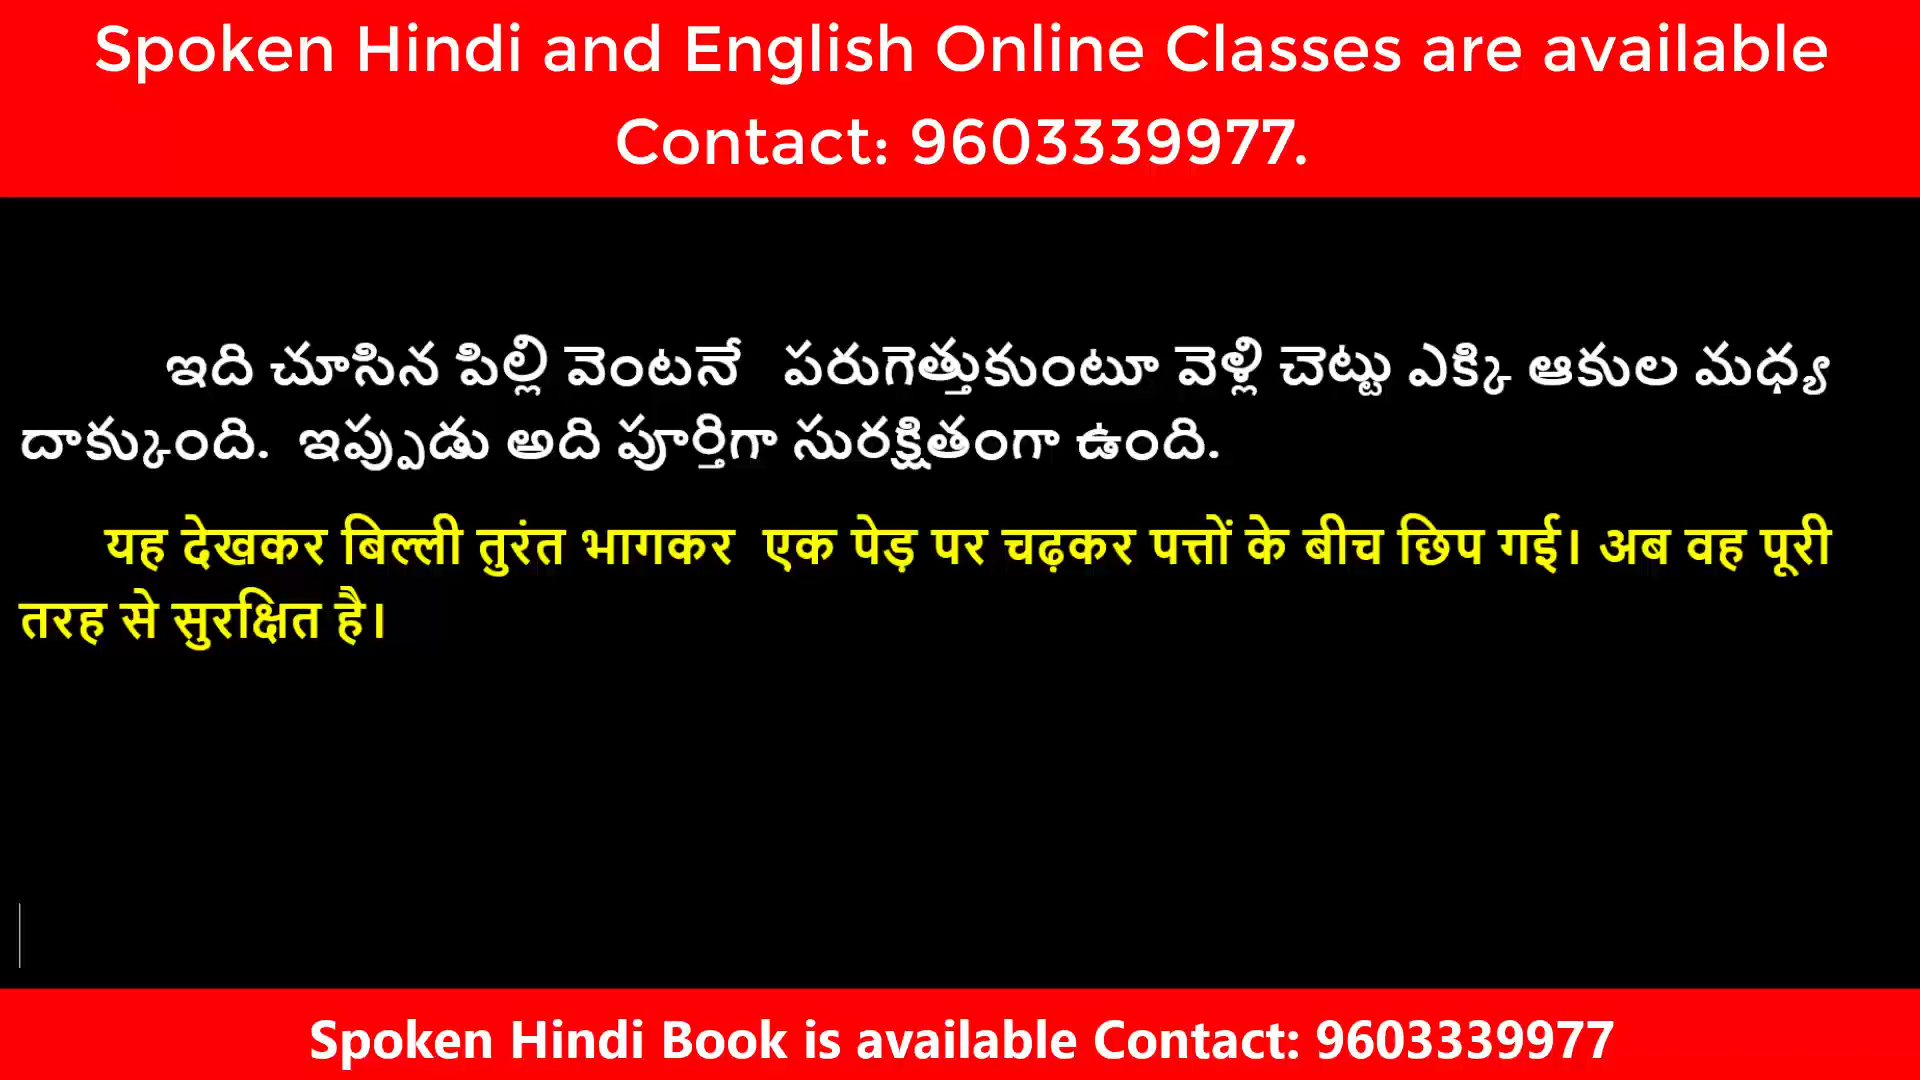 Spoken Hindi and English Online Classes are available
Contact: 9603339977.
ఇది చూసిన పిల్లి వెంటనే పరుగెత్తుకుంటూ వెళ్లి చెట్టు ఎక్కి ఆకుల మధ్య
దాక్కుంది. ఇప్పుడు అది పూర్తిగా సురక్షితంగా ఉంది.
यह देखकर बिल्ली तुरंत भागकर एक पेड़ पर चढ़कर पत्तों के बीच छिप गई। अब वह पूरी
तरह से सुरक्षित है।
Spoken Hindi Book is available Contact: 9603339977